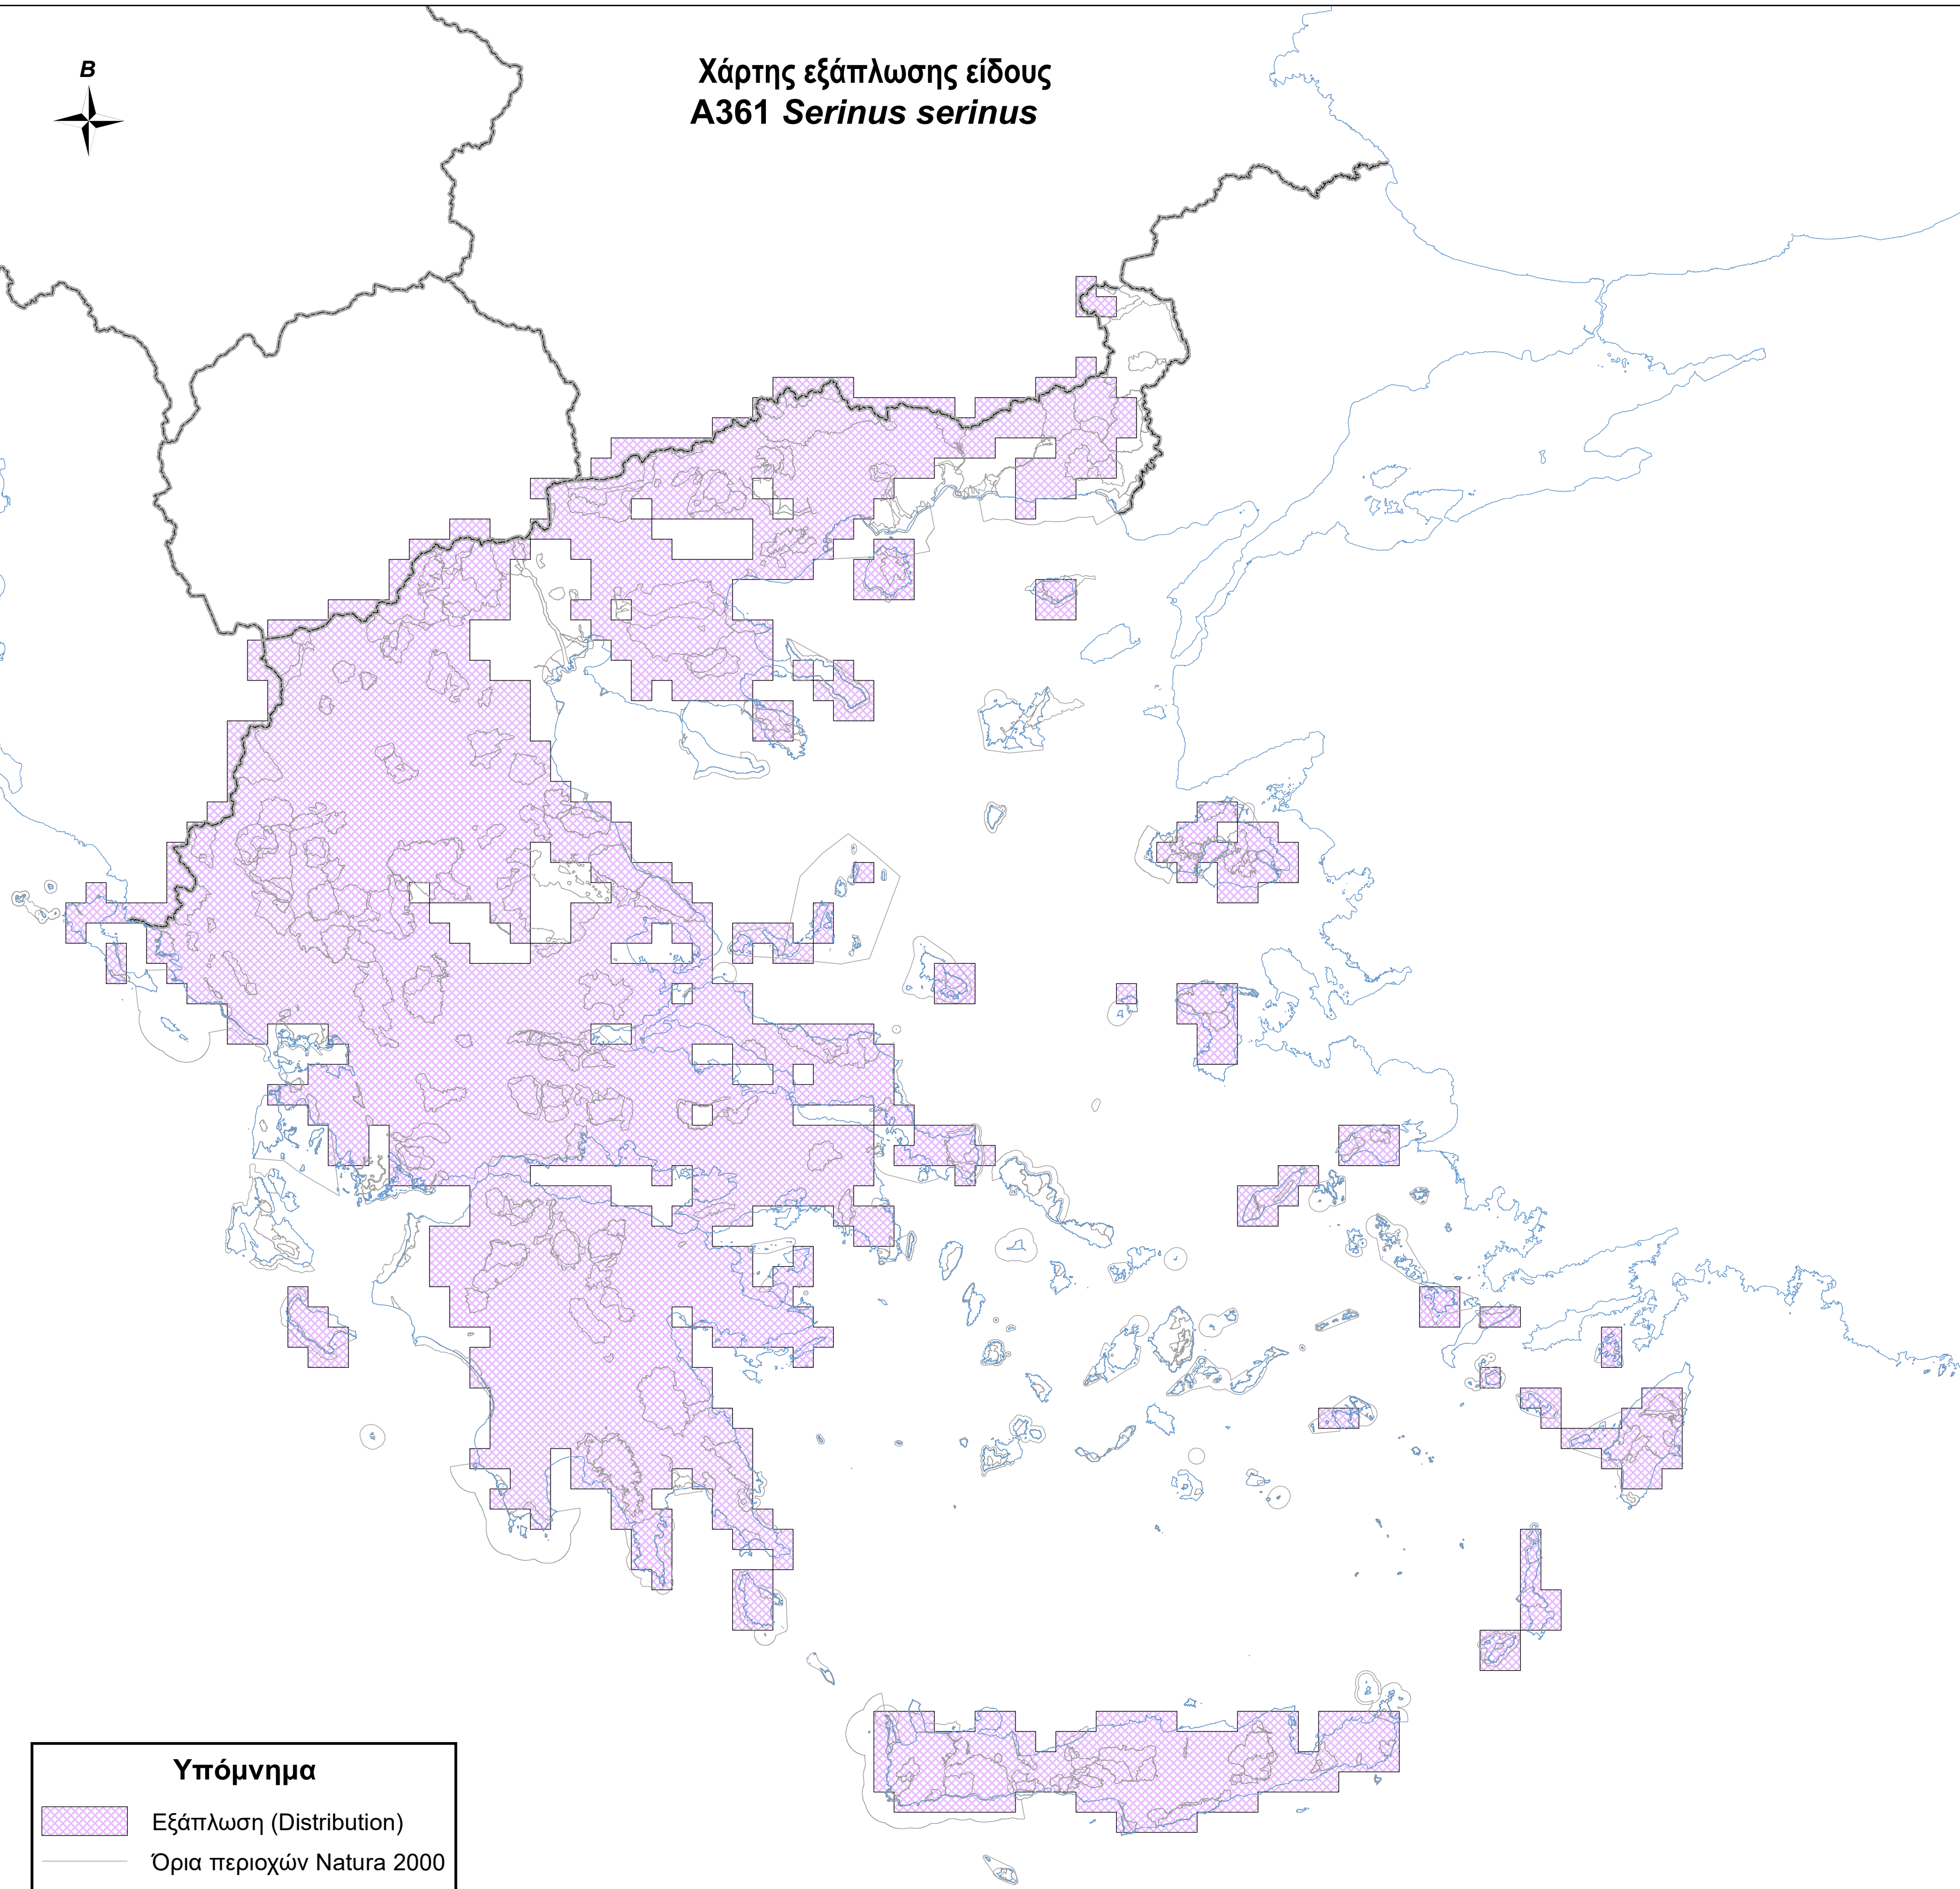 Β
Χάρτης εξάπλωσης είδους
A361 Serinus serinus
Υπόμνημα
Εξάπλωση (Distribution)
Όρια περιοχών Natura 2000